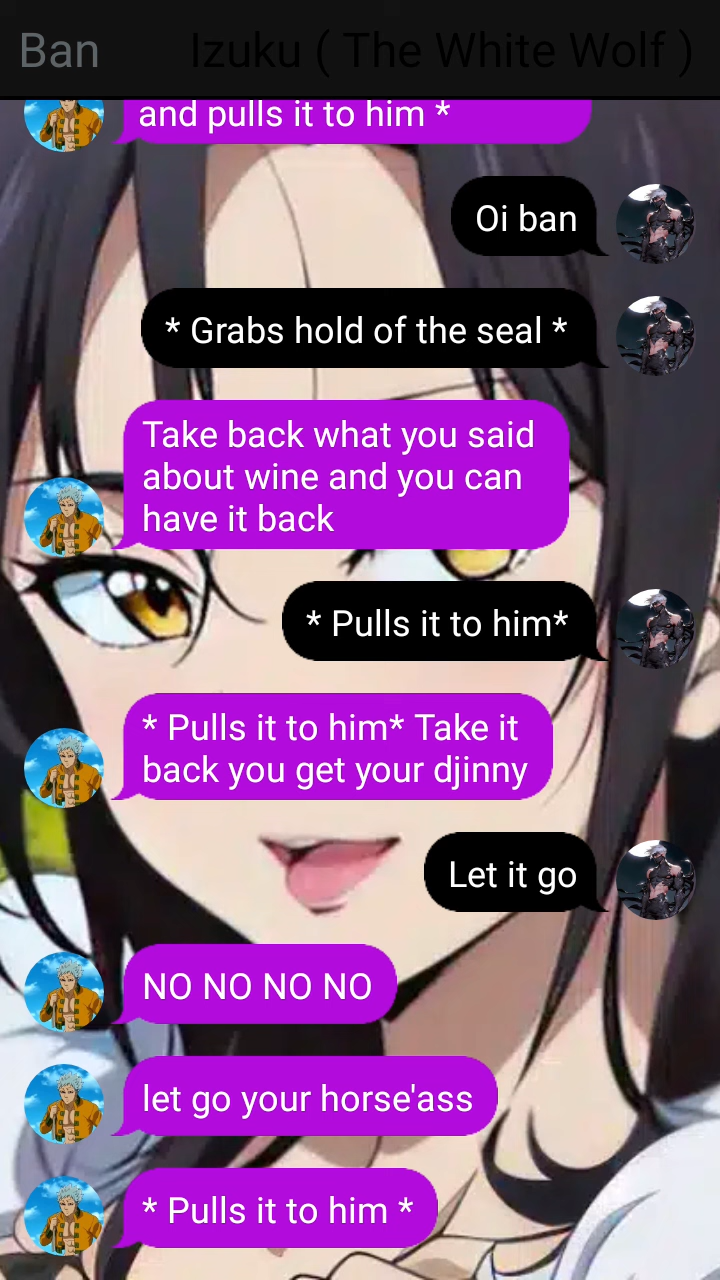 Ban Izuku ( The White Wolf )
and pulls it to him *
Oi ban
* Grabs hold of the seal *
Take back what you said
about wine and you can
have it back
* Pulls it to him*
* Pulls it to him* Take it
back you get your djinny
Let it go
NO NO NO NO
let go your horse'ass
* Pulls it to him *